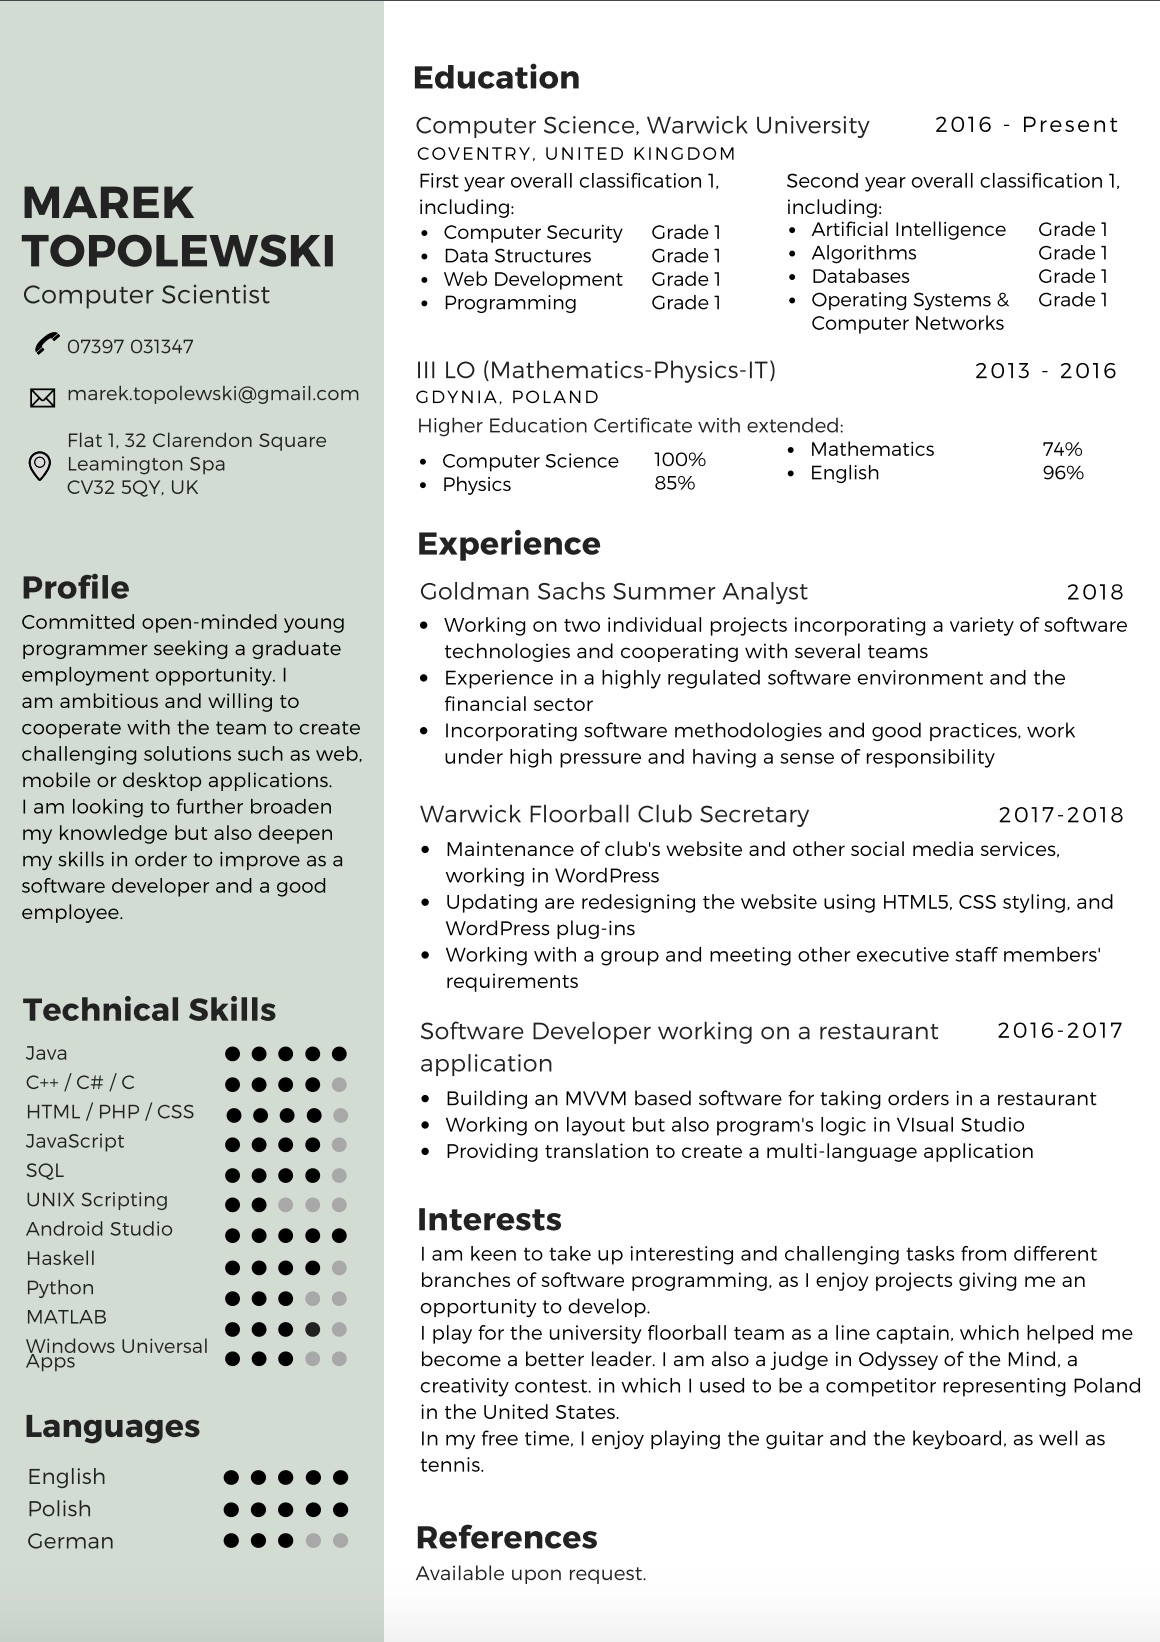 MAREK
TOPOLEWSKI
Computer Scientist
07397 031347
marek.topolewski@gmail.com
Flat 1, 32 Clarendon Square
Leamington Spa
CV32 5QY, UK
Profile
Committed open-minded young
programmer seeking a graduate
employment opportunity. I
am ambitious and willing to
cooperate with the team to create
challenging solutions such as web,
mobile or desktop applications.
I am looking to further broaden
my knowledge but also deepen
my skills in order to improve as a
software developer and a good
employee.
Technical Skills
Java
C++ / C# / C
HTML / PHP / CSS
JavaScript
SQL
UNIX Scripting
Android Studio
Haskell
Python
MATLAB
Windows Universal
Apps
Languages
English
Polish
German
Education
Computer Science, Warwick University 2016 - Present
COVENTRY, UNITED KINGDOM
First year overall classification 1,
including:
• Computer Security Grade 1
• Data Structures Grade 1
• Web Development Grade 1
• Programming Grade 1
Second year overall classification 1,
including:
• Artificial Intelligence Grade 1
• Algorithms Grade 1
• Databases Grade 1
• Operating Systems & Grade 1
Computer Networks
III LO (Mathematics-Physics-IT) 2013 - 2016
GDYNIA, POLAND
Higher Education Certificate with extended:
• Computer Science 100%
• Physics 85%
• Mathematics 74%
• English 96%
Experience
Goldman Sachs Summer Analyst 2018
• Working on two individual projects incorporating a variety of software
technologies and cooperating with several teams
• Experience in a highly regulated software environment and the
financial sector
• Incorporating software methodologies and good practices, work
under high pressure and having a sense of responsibility
Warwick Floorball Club Secretary 2017-2018
• Maintenance of club's website and other social media services,
working in WordPress
• Updating are redesigning the website using HTML5, CSS styling, and
WordPress plug-ins
• Working with a group and meeting other executive staff members'
requirements
Software Developer working on a restaurant 2016-2017
application
• Building an MVVM based software for taking orders in a restaurant
• Working on layout but also program's logic in VIsual Studio
• Providing translation to create a multi-language application
Interests
I am keen to take up interesting and challenging tasks from different
branches of software programming, as I enjoy projects giving me an
opportunity to develop.
I play for the university floorball team as a line captain, which helped me
become a better leader. I am also a judge in Odyssey of the Mind, a
creativity contest. in which I used to be a competitor representing Poland
in the United States.
In my free time, I enjoy playing the guitar and the keyboard, as well as
tennis.
References
Available upon request.